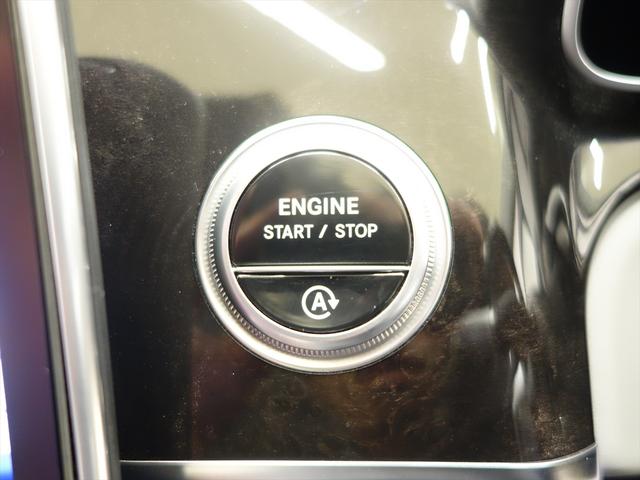 ENGINE
START / STOP
A